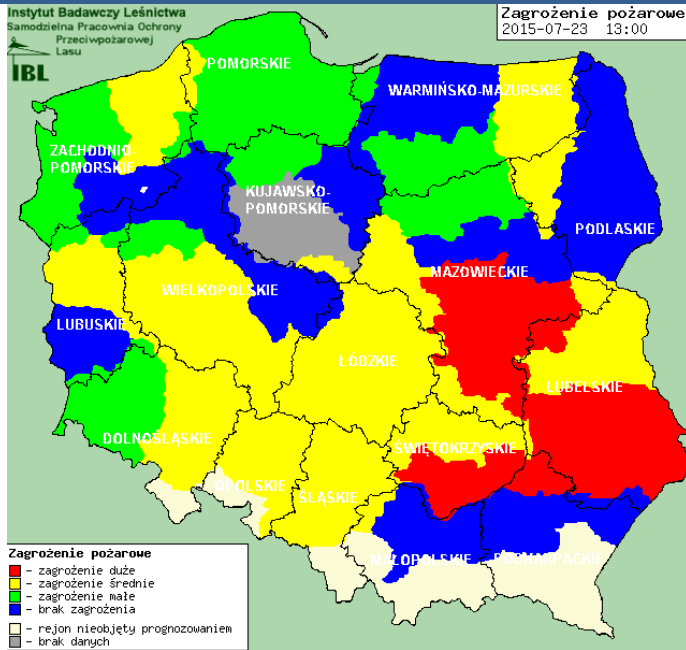 Instytut Badawczy Leśnictwa
Samodzielna Pracownia Ochrony
Przeciwpożarowej
Lasu
IBL
Zagrożenie pożarowe
2015-07-23 13:00
POMORSKIE
WARMIŃSKO-MAZURSKIE
ZACHODNIO-
POMORSKIE
KUJAWSKO-
POMORSKIE
PODLASKIE
MAZOWIECKIE
WIELKOPOLSKIE
LUBUSKIE
ŁÓDZKIE
LUBELSKIE
DOLNOŚLĄSKIE
ŚWIĘTOKRZYSKIE
OPOLSKIE
ŚLĄSKIE
MAŁOPOLSKIE
PODKARPACKIE
Zagrożenie pożarowe
- zagrożenie duże
- zagrożenie średnie
- zagrożenie małe
- brak zagrożenia
- rejon nieobjęty prognozowaniem
- brak danych